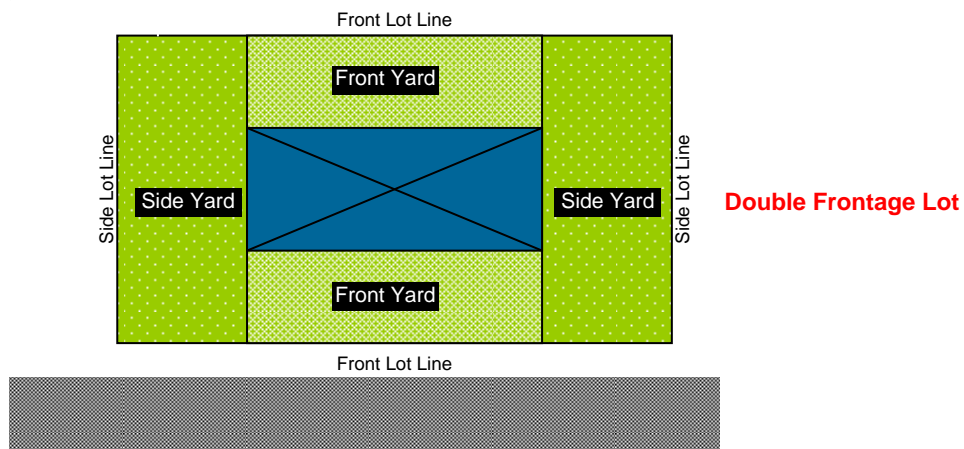 Front Lot Line
Front Yard
Side Lot Line
Side Yard
Side Yard
Side Lot Line
Double Frontage Lot
Front Yard
Front Lot Line